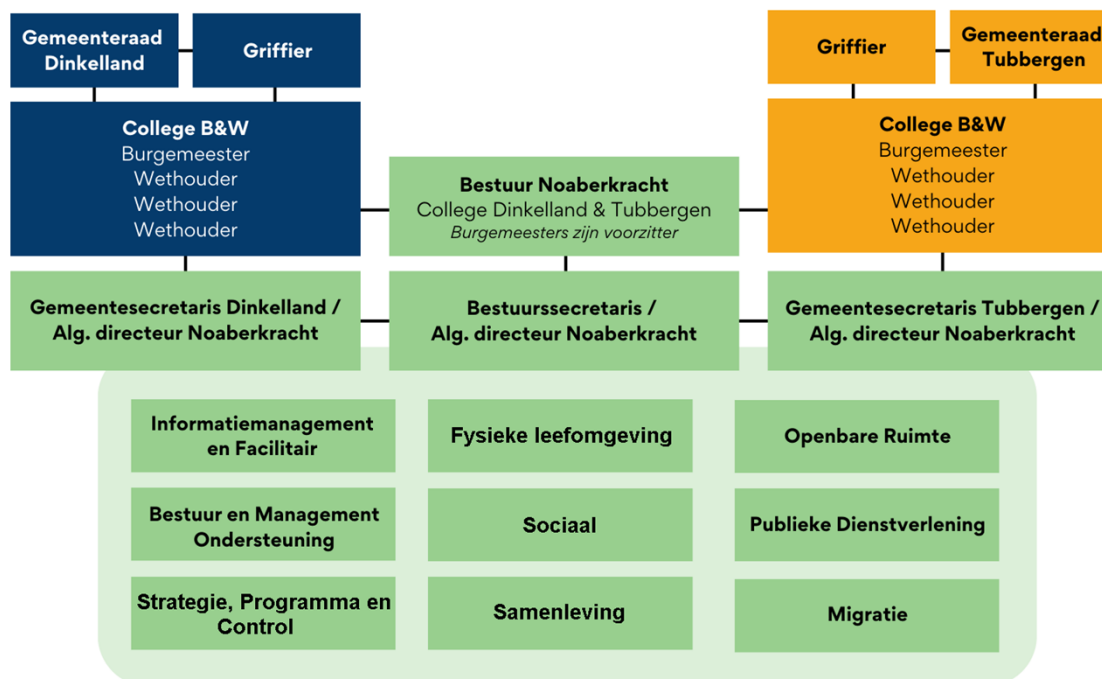 Gemeenteraad
Dinkelland
Griffier
Griffier
Gemeenteraad
Tubbergen
College B&W
Burgemeester
Wethouder
Wethouder
Wethouder
Bestuur Noaberkracht
College Dinkelland & Tubbergen
Burgemeesters zijn voorzitter
College B&W
Burgemeester
Wethouder
Wethouder
Wethouder
Gemeentesecretaris Dinkelland /
Alg. directeur Noaberkracht
Bestuurssecretaris /
Alg. directeur Noaberkracht
Gemeentesecretaris Tubbergen /
Alg. directeur Noaberkracht
Informatiemanagement
en Facilitair
Fysieke leefomgeving
Openbare Ruimte
Bestuur en Management
Ondersteuning
Sociaal
Publieke Dienstverlening
Strategie, Programma en
Control
Samenleving
Migratie